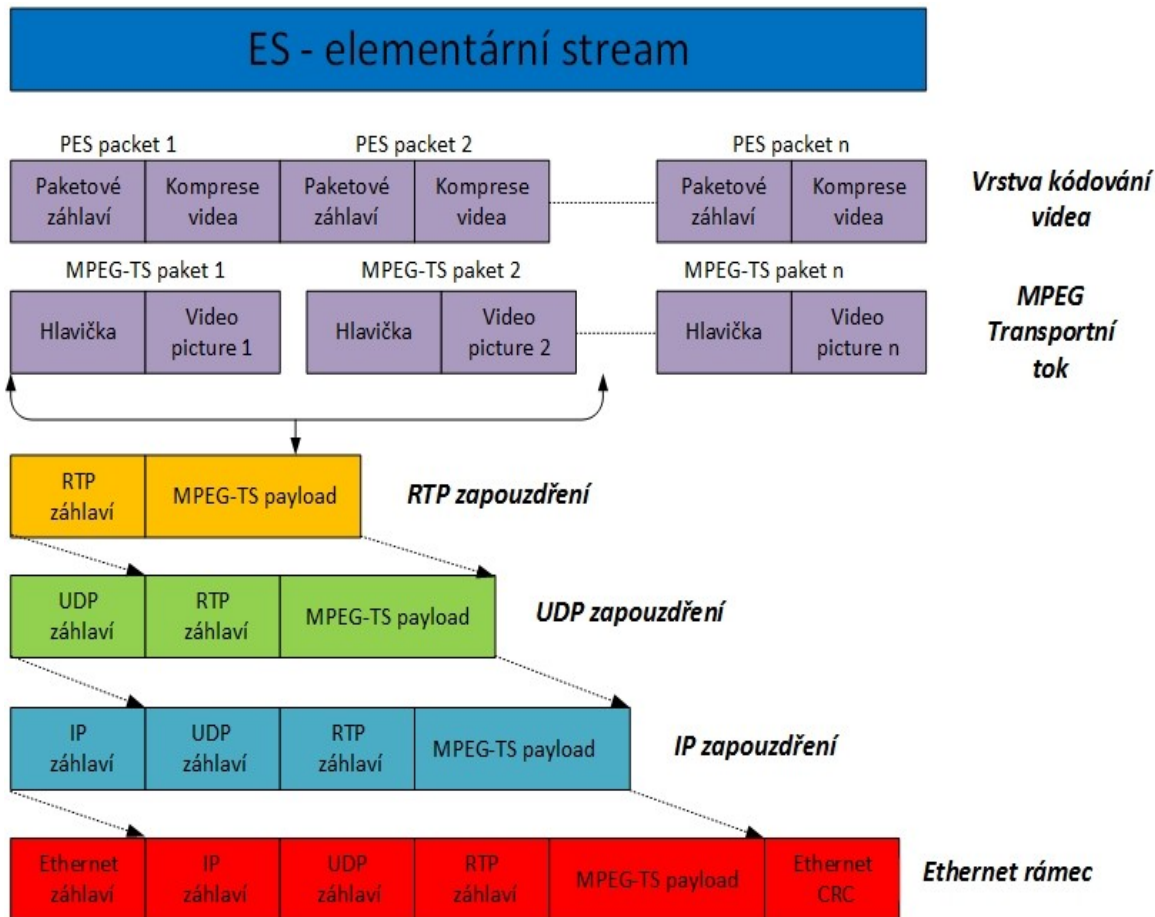 ES - elementární stream
PES packet 1
PES packet 2
PES packet n
Paketové
záhlaví
Komprese
videa
Paketové
záhlaví
Komprese
videa
Paketové
záhlaví
Komprese
videa
Vrstva kódování
videa
MPEG-TS paket 1
MPEG-TS paket 2
MPEG-TS paket n
Hlavička
Video
picture 1
Hlavička
Video
picture 2
Hlavička
Video
picture n
MPEG
Transportní
tok
RTP
záhlaví
MPEG-TS payload
RTP zapouzdření
UDP
záhlaví
RTP
záhlaví
MPEG-TS payload
UDP zapouzdření
IP
záhlaví
UDP
záhlaví
RTP
záhlaví
MPEG-TS payload
IP zapouzdření
Ethernet
záhlaví
IP
záhlaví
UDP
záhlaví
RTP
záhlaví
MPEG-TS payload
Ethernet
CRC
Ethernet rámec